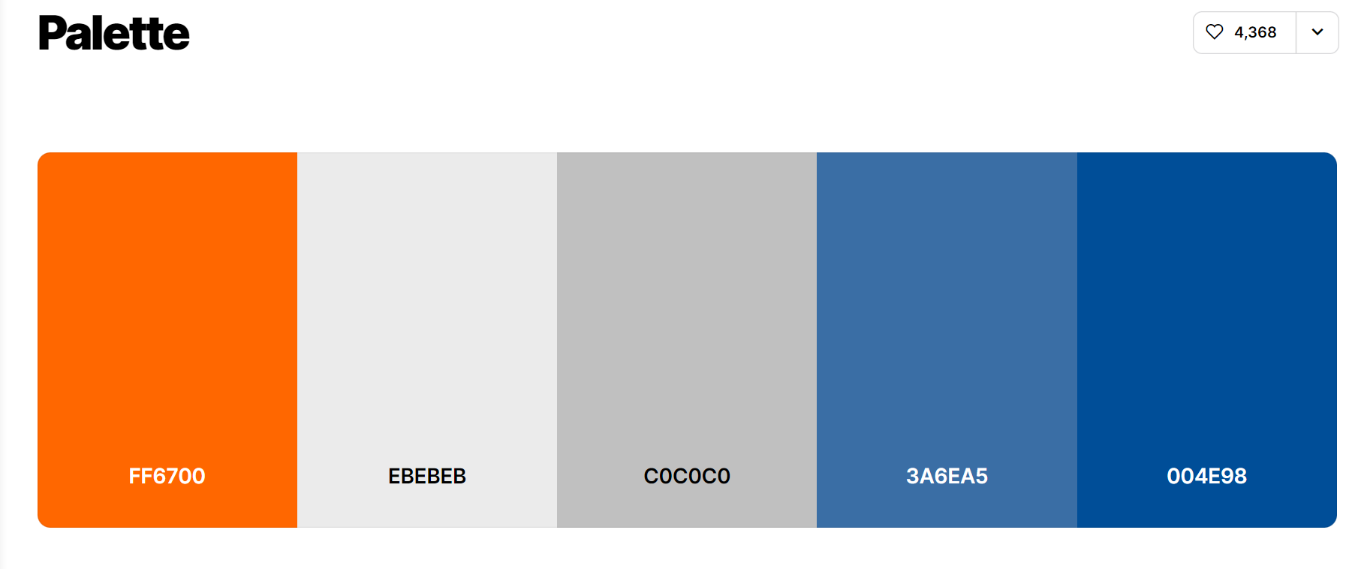 Palette
4,368
FF6700
EBEBEB
C0C0C0
3A6EA5
004E98